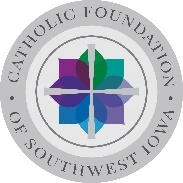 CATHOLIC FOUNDATION
• OF SOUTHWEST IOWA •